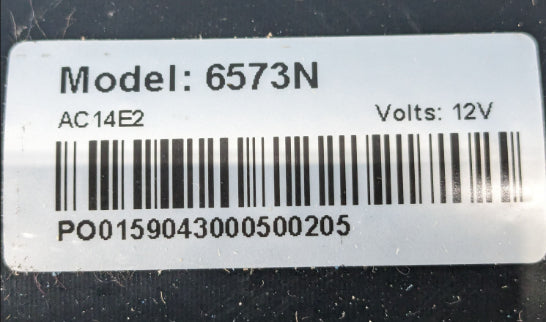 Model: 6573N
AC14E2 Volts: 12V
PO0159043000500205